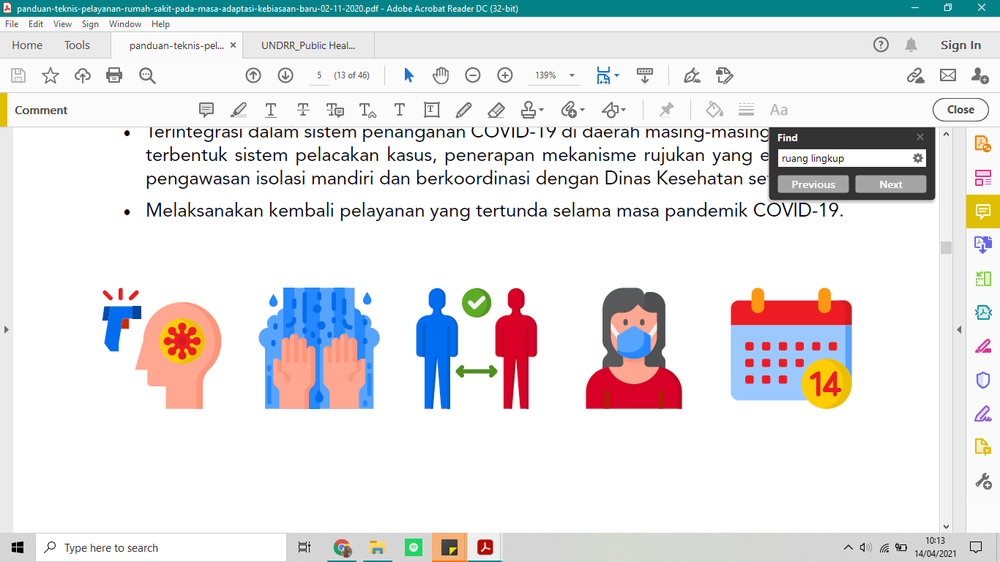 panduan-teknis-pelayanan-rumah-sakit-pada-masa-adaptasi-kebiasaan-baru-02-11-2020.pdf - Adobe Acrobat Reader DC (32-bit)
File Edit View Sign Window Help
Home Tools panduan-teknis-pel... × UNDRR_Public Heal... Sign In
5 (13 of 46) 139%
Comment Aa Close
• Terintegrasi dalam sistem penanganan COVID-19 di daerah masing-masing
terbentuk sistem pelacakan kasus, penerapan mekanisme rujukan yang
pengawasan isolasi mandiri dan berkoordinasi dengan Dinas Kesehatan
• Melaksanakan kembali pelayanan yang tertunda selama masa pandemik COVID-19.
Find
ruang lingkup
Previous Next
14
Type here to search
10:13
14/04/2021